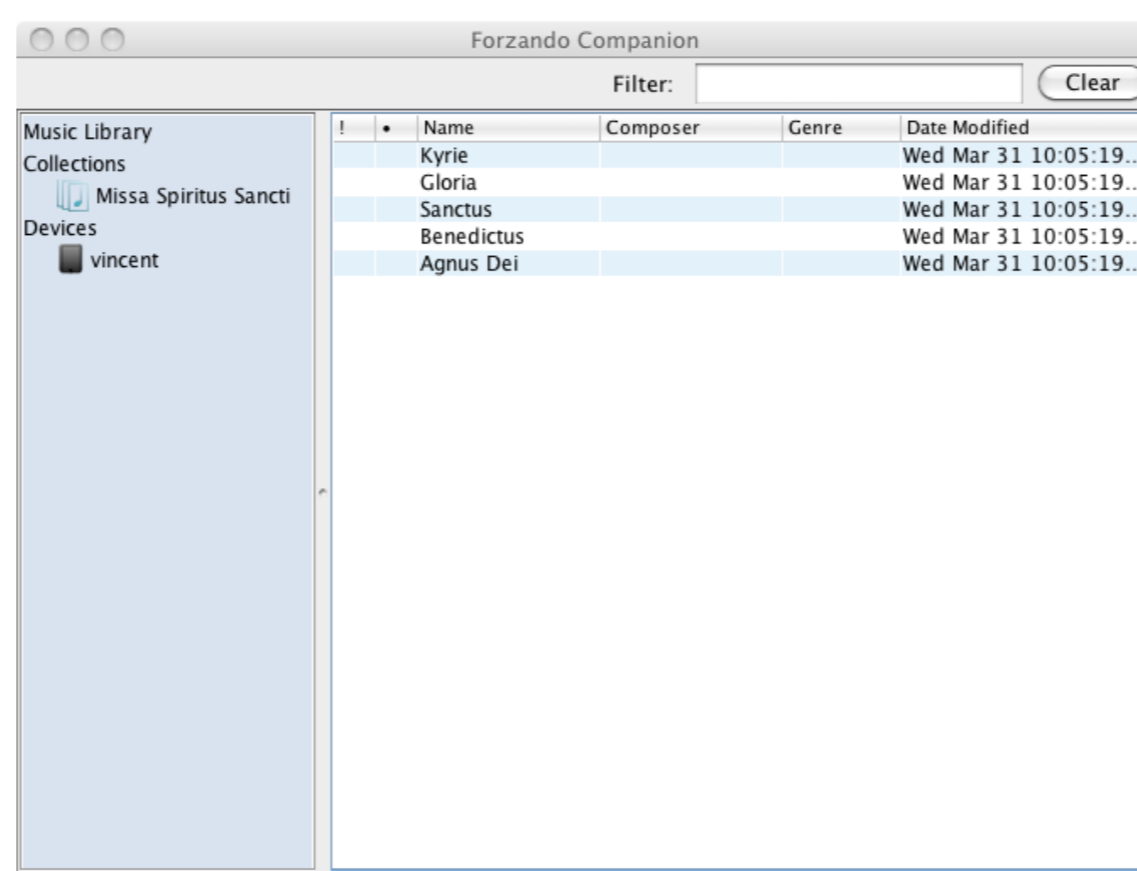 Forzando Companion
Filter: Clear
Music Library
Collections
Missa Spiritus Sancti
Devices
vincent
! • Name Composer Genre Date Modified
Kyrie Wed Mar 31 10:05:19..
Gloria Wed Mar 31 10:05:19..
Sanctus Wed Mar 31 10:05:19..
Benedictus Wed Mar 31 10:05:19..
Agnus Dei Wed Mar 31 10:05:19..